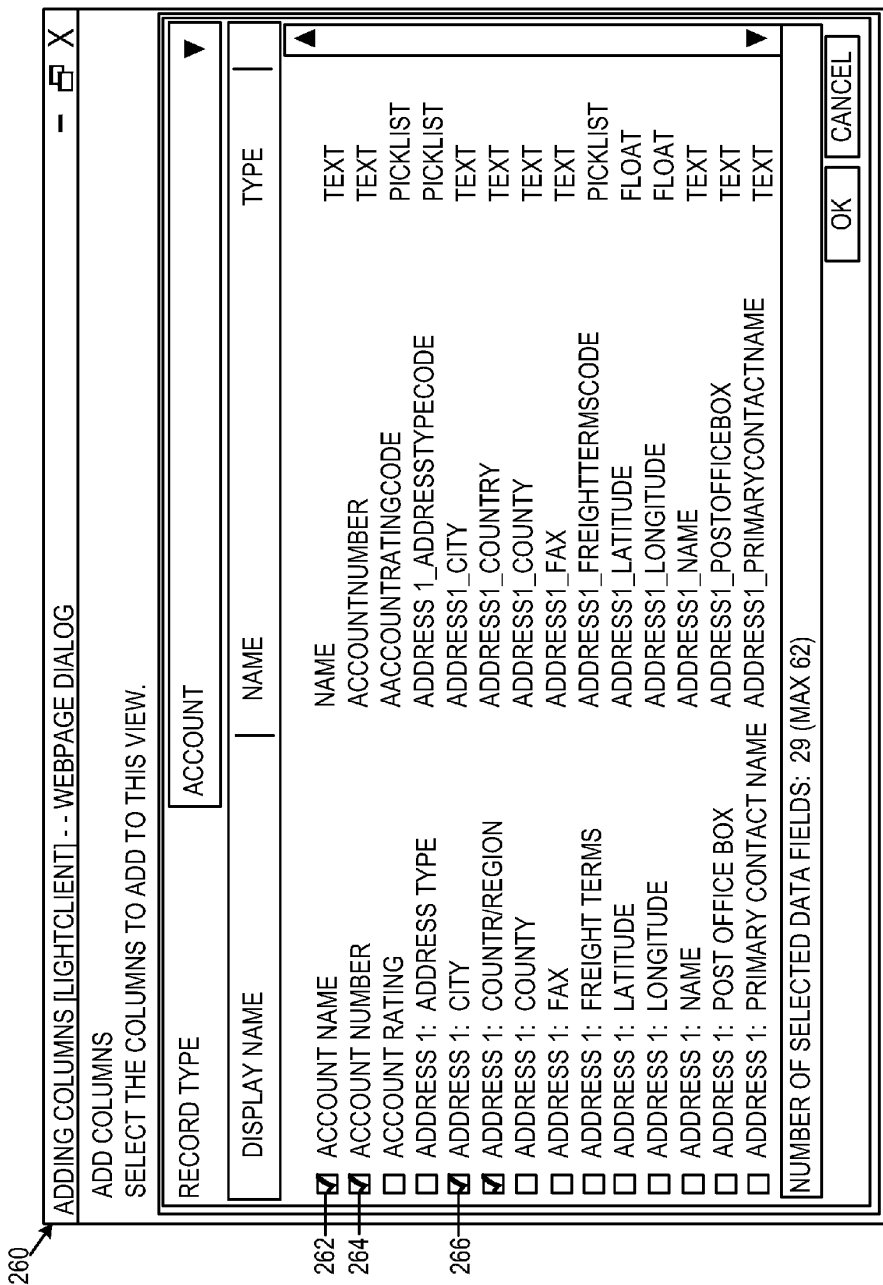 260
ADDING COLUMNS [LIGHTCLIENT] - - WEBPAGE DIALOG
ADD COLUMNS
SELECT THE COLUMNS TO ADD TO THIS VIEW.
RECORD TYPE ACCOUNT
DISPLAY NAME NAME TYPE
262 ACCOUNT NAME NAME TEXT
264 ACCOUNT NUMBER ACCOUNTNUMBER TEXT
ACCOUNT RATING AACCOUNTRATINGCODE PICKLIST
ADDRESS 1: ADDRESS TYPE ADDRESS 1_ADDRESSTYPECODE PICKLIST
266 ADDRESS 1: CITY ADDRESS1_CITY TEXT
ADDRESS 1: COUNTR/REGION ADDRESS1_COUNTRY TEXT
ADDRESS 1: COUNTY ADDRESS1_COUNTY TEXT
ADDRESS 1: FAX ADDRESS1_FAX TEXT
ADDRESS 1: FREIGHT TERMS ADDRESS1_FREIGHTTERMSCODE PICKLIST
ADDRESS 1: LATITUDE ADDRESS1_LATITUDE FLOAT
ADDRESS 1: LONGITUDE ADDRESS1_LONGITUDE FLOAT
ADDRESS 1: NAME ADDRESS1_NAME TEXT
ADDRESS 1: POST OFFICE BOX ADDRESS1_POSTOFFICEBOX TEXT
ADDRESS 1: PRIMARY CONTACT NAME ADDRESS1_PRIMARYCONTACTNAME TEXT
NUMBER OF SELECTED DATA FIELDS: 29 (MAX 62)
OK CANCEL